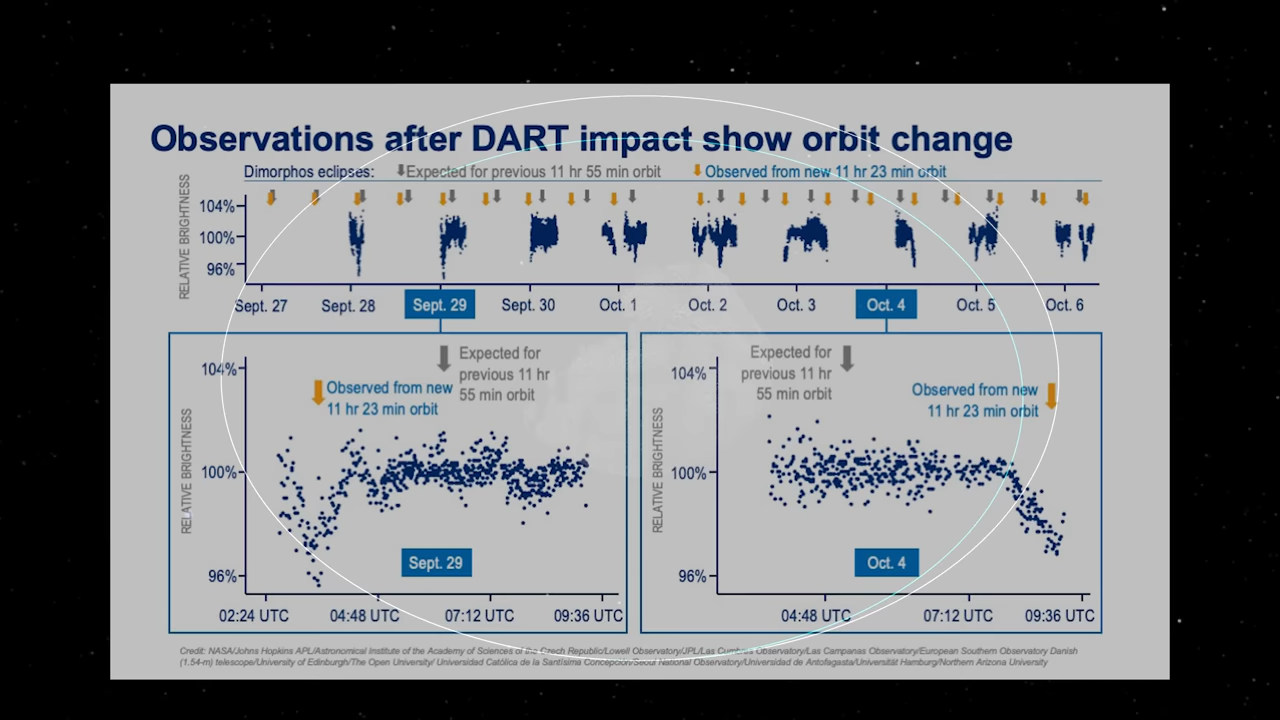 Observations after DART impact show orbit change
Dimorphos eclipses: Expected for previous 11 hr 55 min orbit Observed from new 11 hr 23 min orbit
RELATIVE BRIGHTNESS
104%
100%
96%
Sept. 27 Sept. 28 Sept. 29 Sept. 30 Oct. 1 Oct. 2 Oct. 3 Oct. 4 Oct. 5 Oct. 6
RELATIVE BRIGHTNESS
104%
100%
96%
Expected for
previous 11 hr
55 min orbit
Observed from new
11 hr 23 min orbit
Sept. 29
02:24 UTC 04:48 UTC 07:12 UTC 09:36 UTC
RELATIVE BRIGHTNESS
104%
100%
96%
Expected for
previous 11 hr
55 min orbit
Observed from new
11 hr 23 min orbit
Oct. 4
04:48 UTC 07:12 UTC 09:36 UTC
Credit: NASA/Johns Hopkins APL/Astronomical Institute of the Academy of Sciences of the Czech Republic/Lowell Observatory/JPL/Las Cumbres Observatory/Las Campanas Observatory/European Southern Observatory Danish
(1.54-m) telescope/University of Edinburgh/The Open University/ Universidad Católica de la Santísima Concepción/Seoul National Observatory/Universidad de Antofagasta/Universität Hamburg/Northern Arizona University